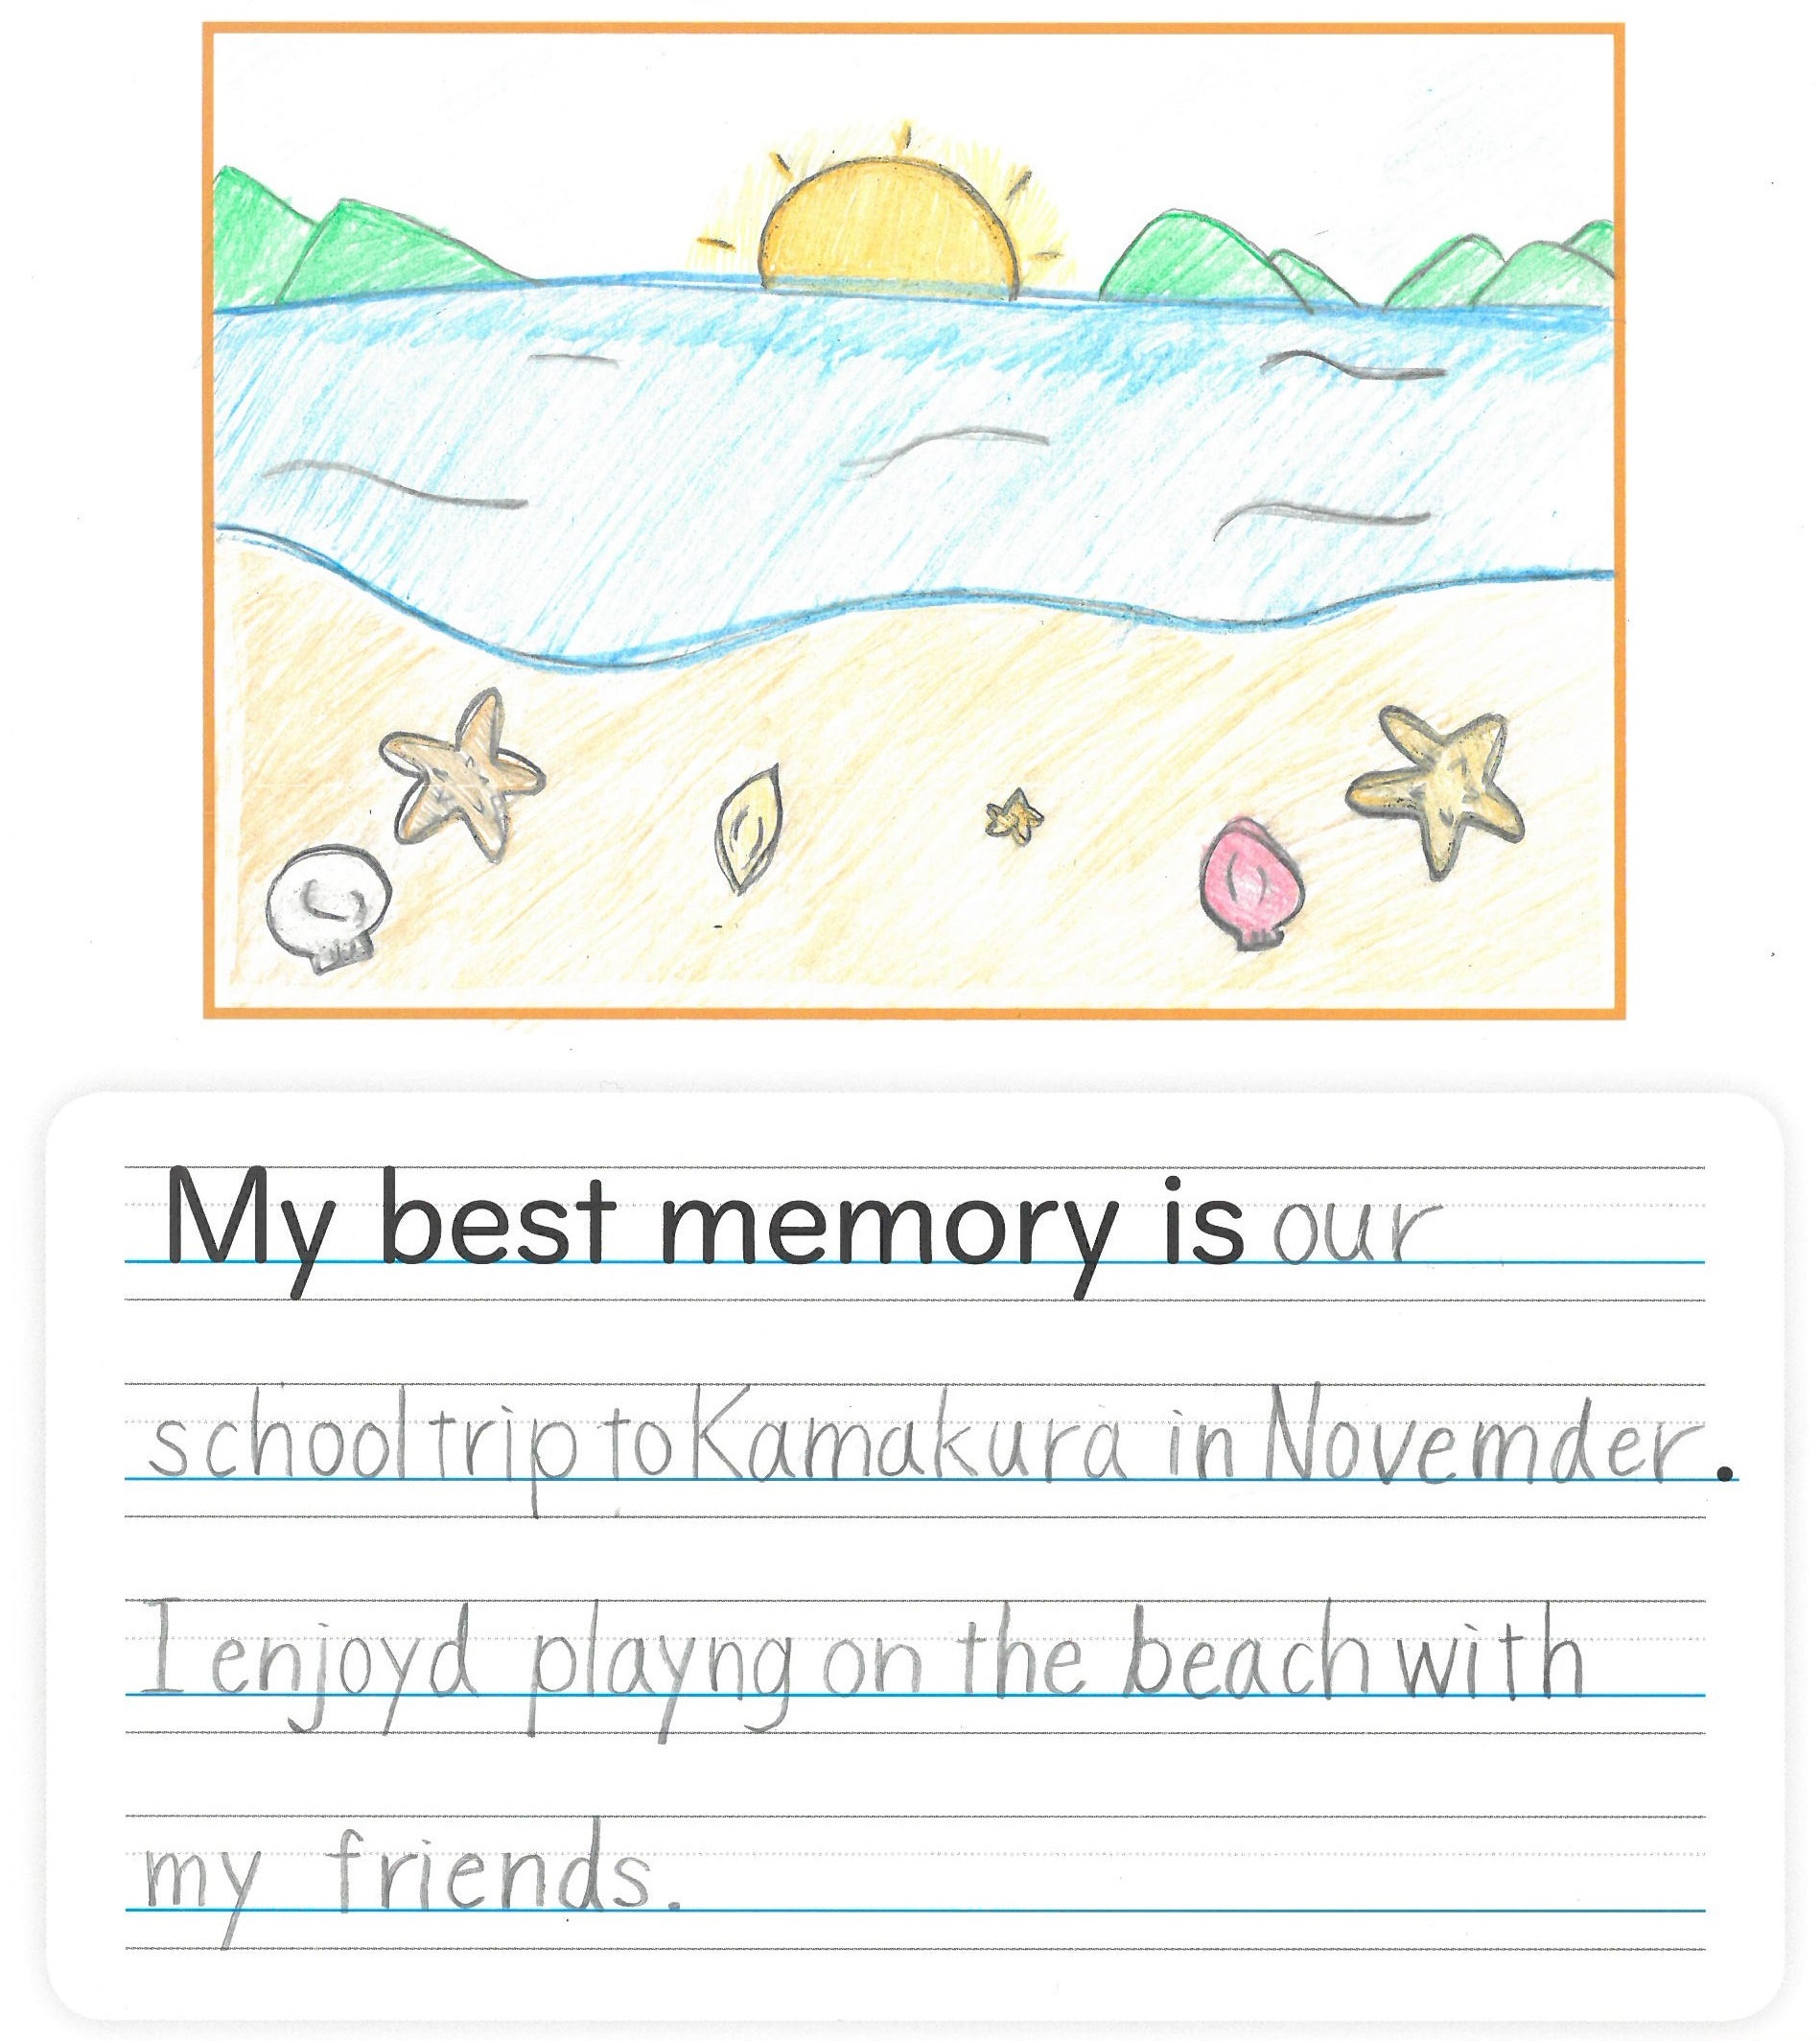 My best memory is our
school trip to Kamakura in Novemder.
I enjoyd playng on the beach with
my friends.